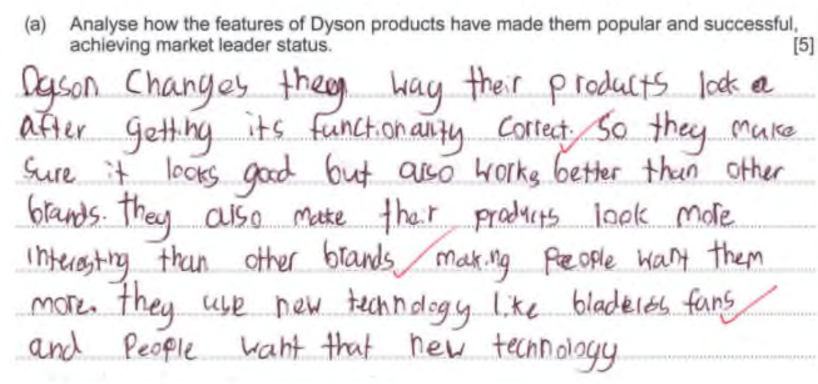 (a) Analyse how the features of Dyson products have made them popular and successful,
achieving market leader status.
[5]
Dyson Changes they way their products look
after getting its functionality correct. So they make
sure it looks good but also works better than other
brands. they also make their products look more
interesting than other brands making people want them
more. they use new technology like bladeless fans
and people want that new technology